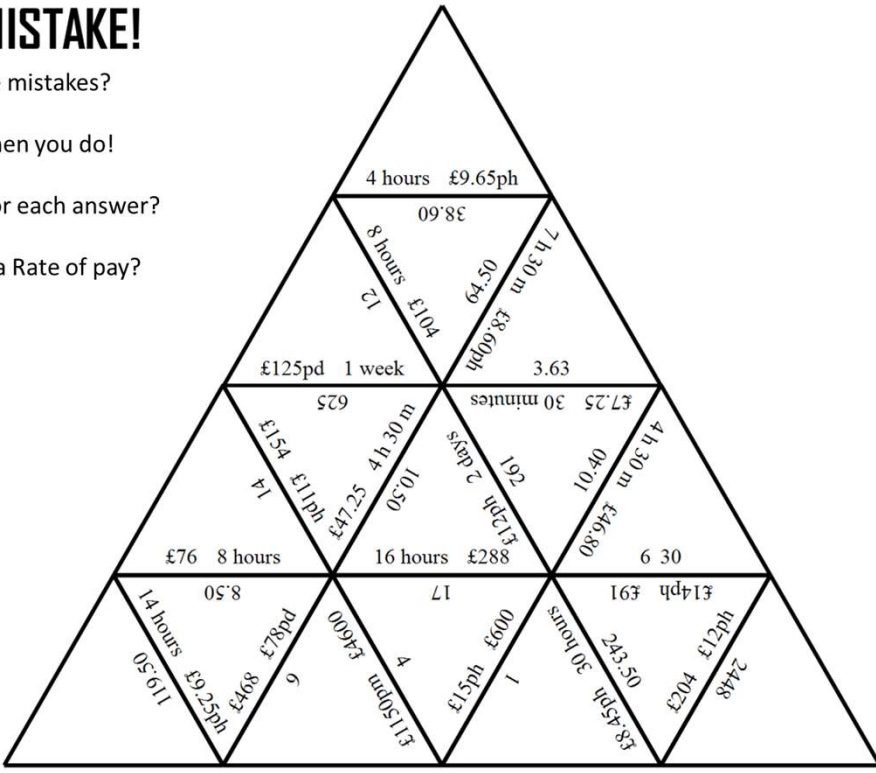 ISTAKE!
mistakes?
en you do!
r each answer?
a Rate of pay?
4 hours £9.65ph
38.60
8 hours £104
12
64.50
7 h 30 m £8.60ph
£125pd 1 week
625
3.63
£7.25 30 minutes
£154 £11ph
14
£47.25 4 h 30 m
10.50
£12ph 2 days
192
10.40
4 h 30 m £46.80
£76 8 hours
8.50
16 hours £288
17
6 30
£14ph £91
14 hours £9.25ph
119.50
£468 £78pd
6
£4600 £1150pm
4
£15ph £600
1
£8.45ph 30 hours
243.50
£204 £12ph
2448